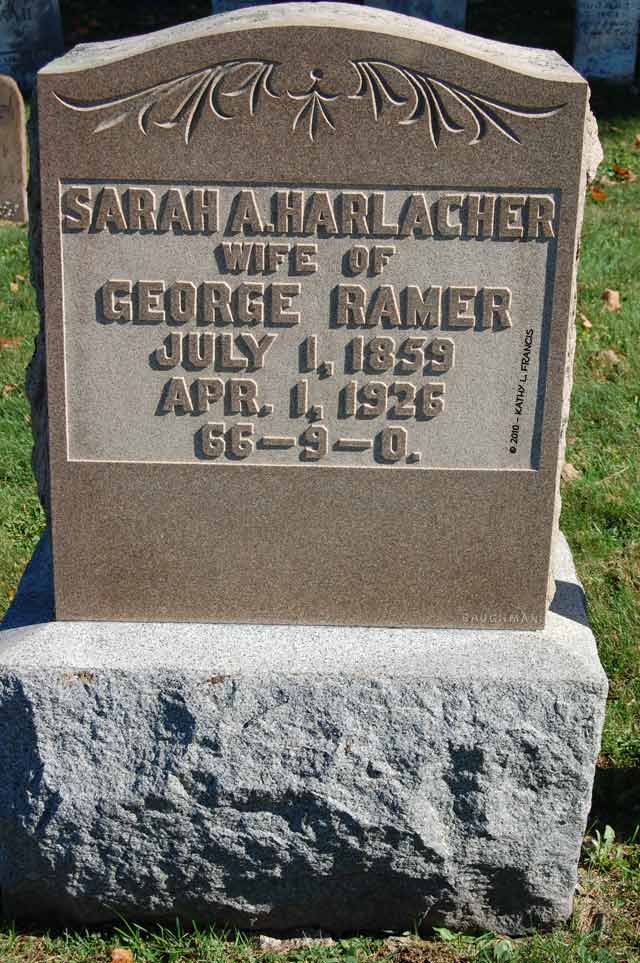 SARAH A. HARLACHER
WIFE OF
GEORGE RAMER
JULY 1, 1859
APR. 1, 1926
66–9–0.
© 2010 - KATHY L. FRANCIS
BAUGHMAN